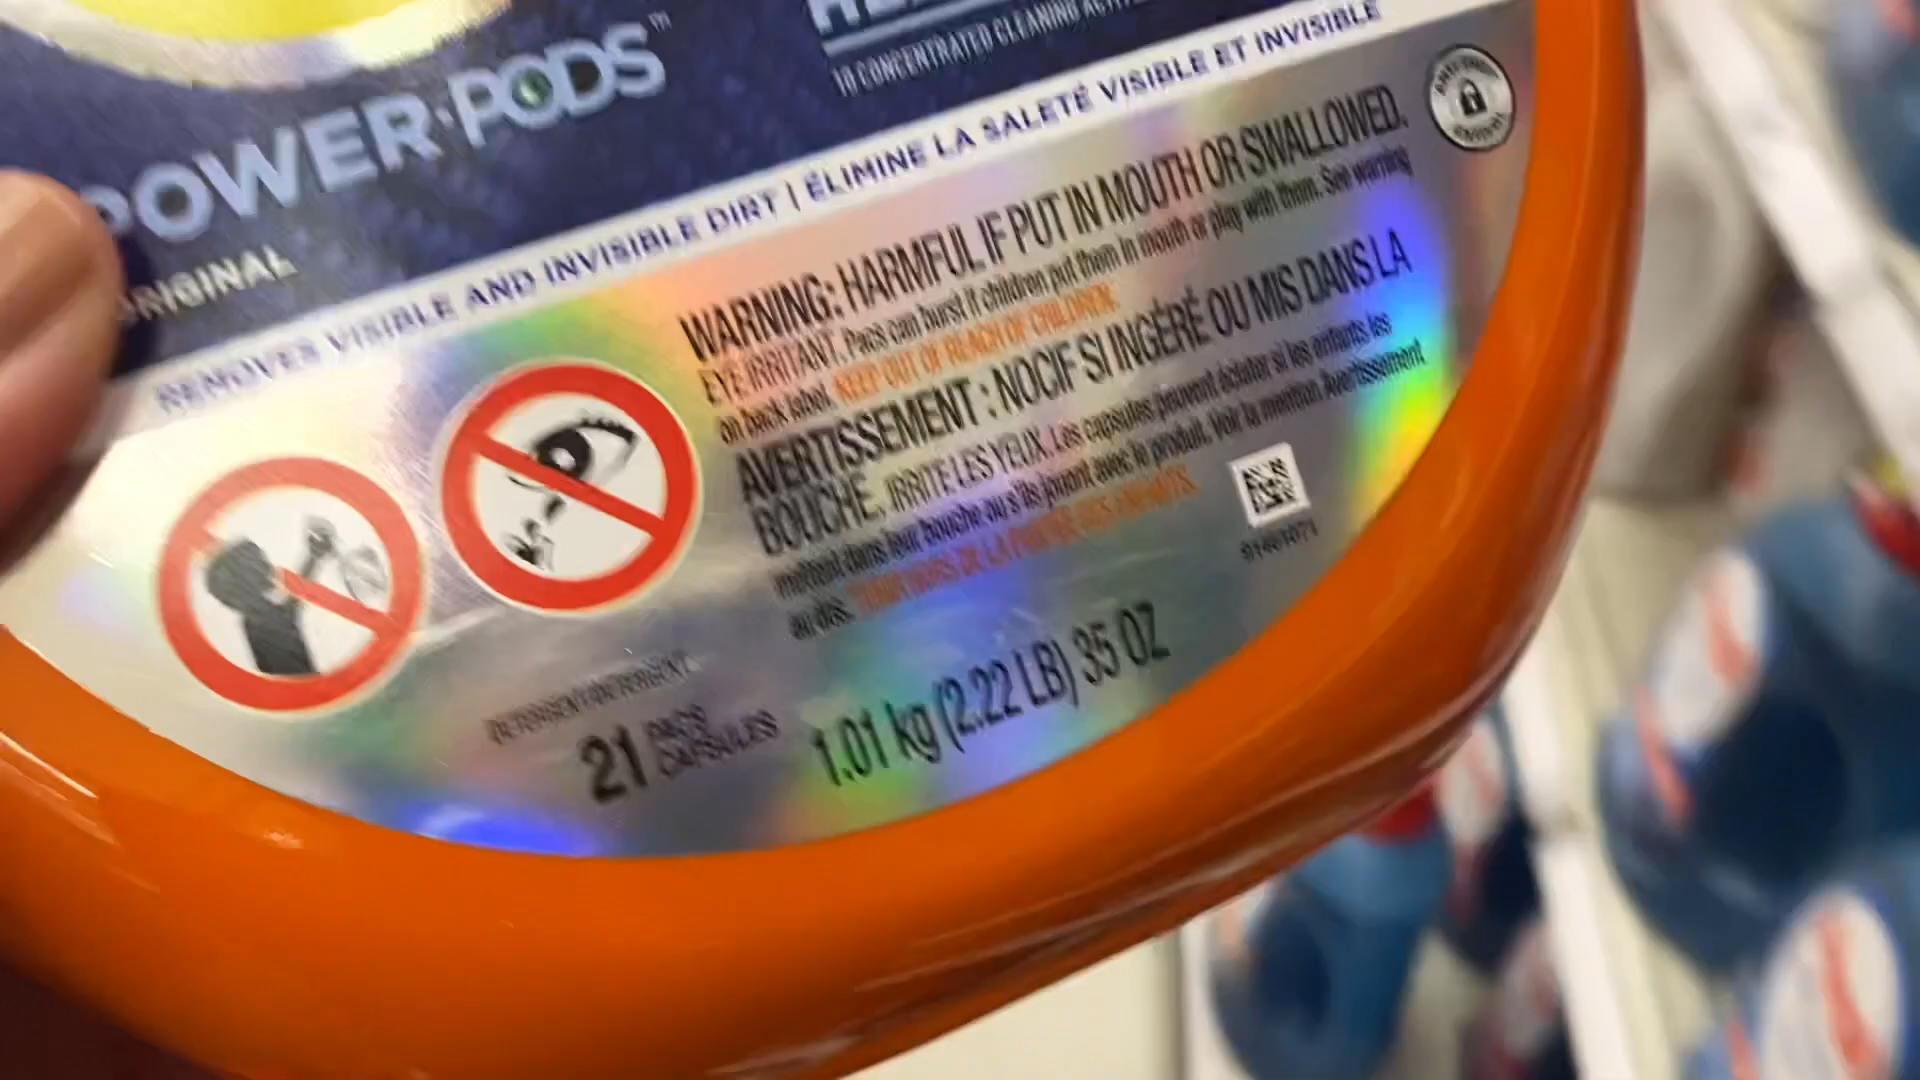 POWER PODS™
ORIGINAL
10 CONCENTRATED CLEANING
REMOVES VISIBLE AND INVISIBLE DIRT | ÉLIMINE LA SALETÉ VISIBLE ET INVISIBLE
WARNING: HARMFUL IF PUT IN MOUTH OR SWALLOWED.
EYE IRRITANT. Pacs can burst if children put them in mouth or play with them. See warning
on back label. KEEP OUT OF REACH OF CHILDREN.
AVERTISSEMENT : NOCIF SI INGÉRÉ OU MIS DANS LA
BOUCHE. IRRITE LES YEUX. Les capsules peuvent éclater si les enfants les
mettent dans leur bouche ou s'ils jouent avec le produit. Voir la mention Avertissement
au dos.
DETERGENT/DÉTERGENT
21 PACS
CAPSULES
1.01 kg (2.22 LB) 35 OZ